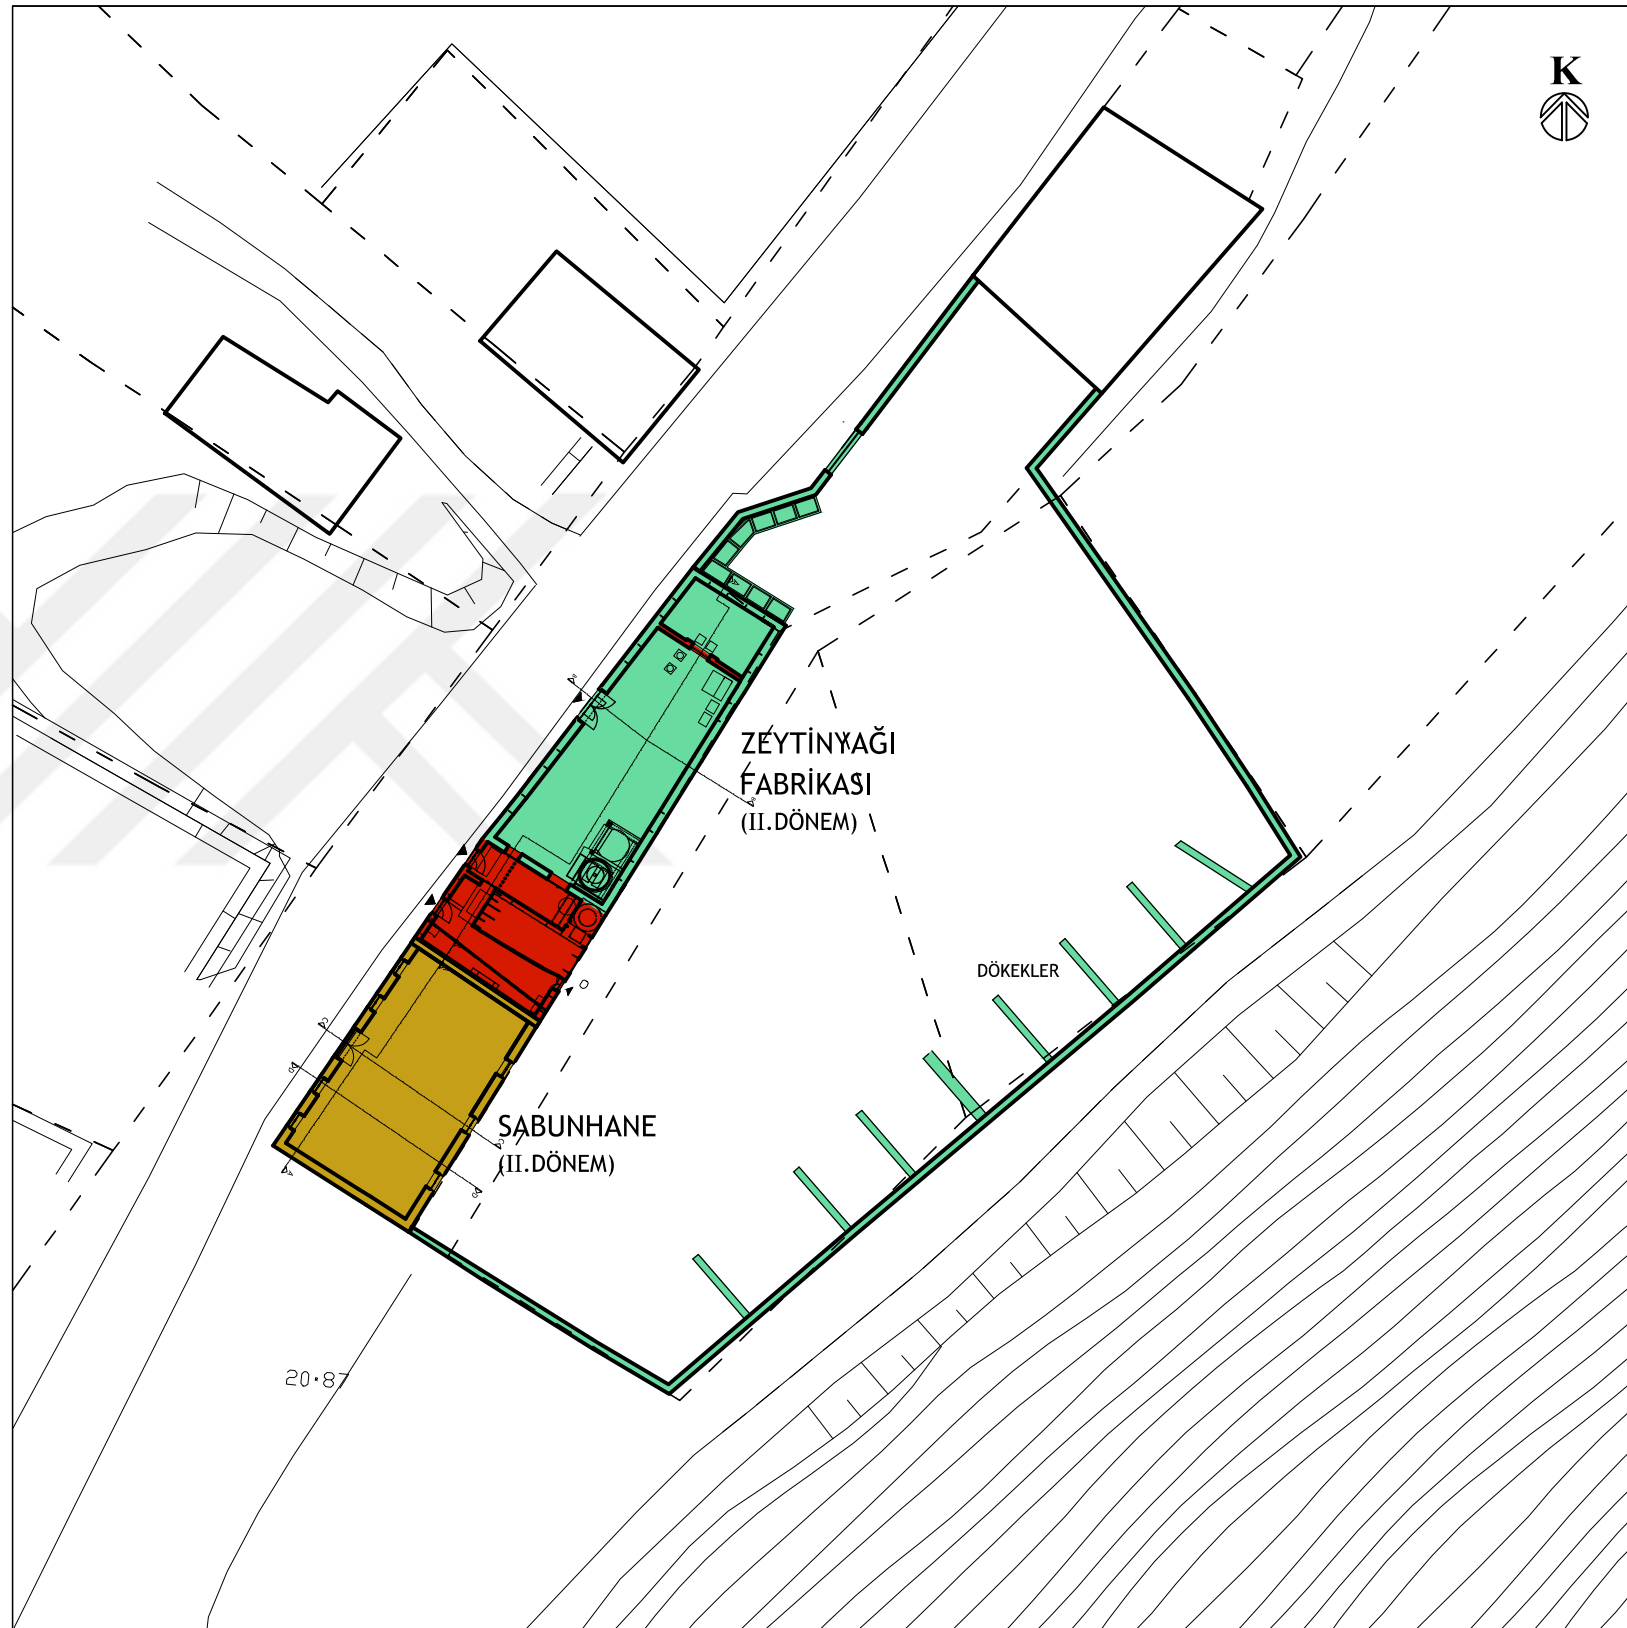 K
ZEYTİNYAĞI
FABRİKASI
(II.DÖNEM)
DÖKEKLER
SABUNHANE
(II.DÖNEM)
20.87